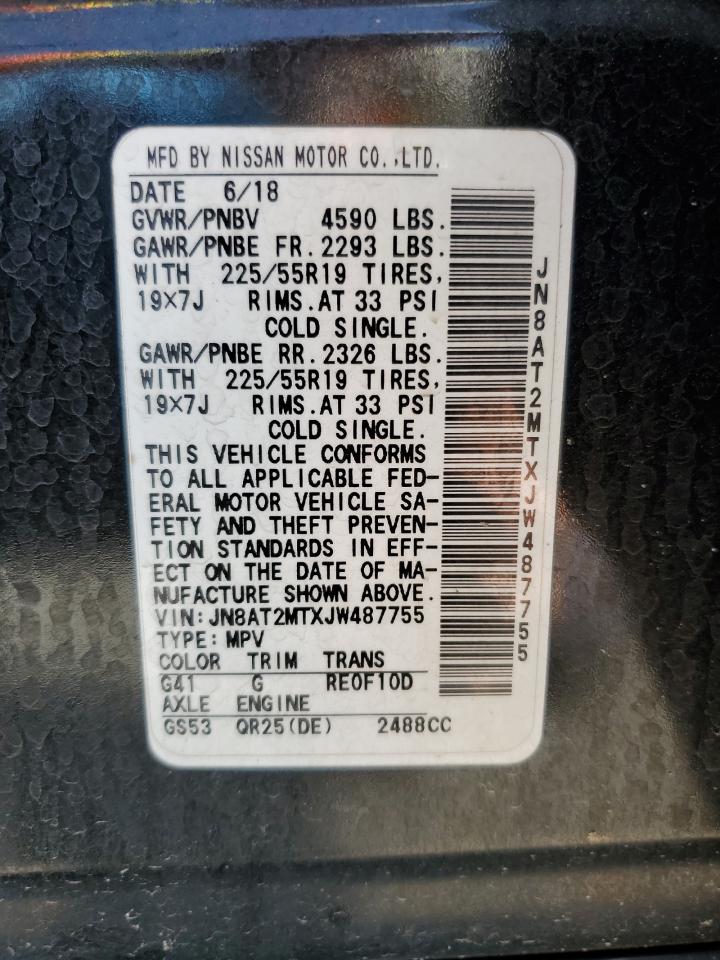 MFD BY NISSAN MOTOR CO.,LTD.
DATE 6/18
GVWR/PNBV 4590 LBS.
GAWR/PNBE FR. 2293 LBS.
WITH 225/55R19 TIRES,
19×7J RIMS. AT 33 PSI
COLD SINGLE.
GAWR/PNBE RR. 2326 LBS.
WITH 225/55R19 TIRES,
19×7J RIMS. AT 33 PSI
COLD SINGLE.
THIS VEHICLE CONFORMS
TO ALL APPLICABLE FED-
ERAL MOTOR VEHICLE SA-
FETY AND THEFT PREVEN-
TION STANDARDS IN EFF-
ECT ON THE DATE OF MA-
NUFACTURE SHOWN ABOVE.
VIN: JN8AT2MTXJW487755
TYPE: MPV
COLOR TRIM TRANS
G41 G RE0F10D
AXLE ENGINE
GS53 QR25(DE) 2488CC
JN8AT2MTXJW487755